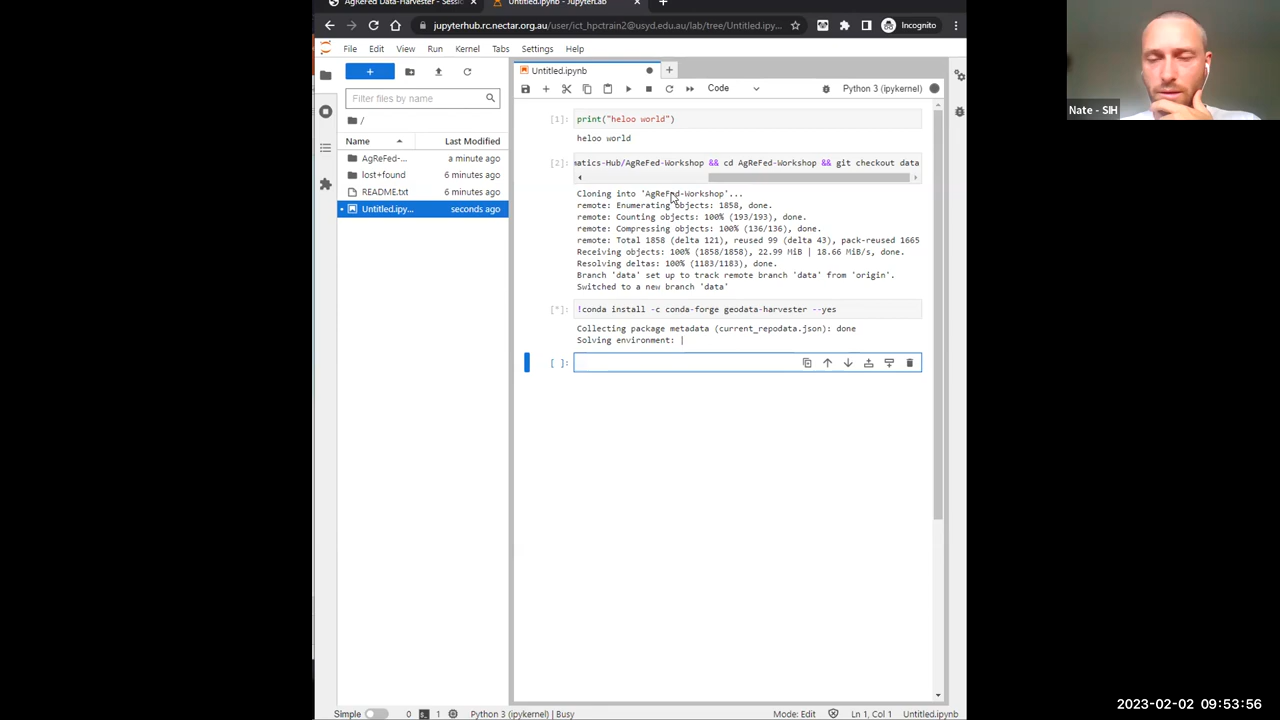 AgReFed Data-Harvester - Sessi
Untitled.ipynb - JupyterLab
jupyterhub.rc.nectar.org.au/user/ict_hpctrain2@usyd.edu.au/lab/tree/Untitled.ipy...
Incognito
File Edit View Run Kernel Tabs Settings Help
Filter files by name
/
Name Last Modified
AgReFed-... a minute ago
lost+found 6 minutes ago
README.txt 6 minutes ago
Untitled.ipy... seconds ago
Untitled.ipynb
Code
Python 3 (ipykernel)
[1]: print("heloo world")
heloo world
[2]: matics-Hub/AgReFed-Workshop && cd AgReFed-Workshop && git checkout data
Cloning into 'AgReFed-Workshop'...
remote: Enumerating objects: 1858, done.
remote: Counting objects: 100% (193/193), done.
remote: Compressing objects: 100% (136/136), done.
remote: Total 1858 (delta 121), reused 99 (delta 43), pack-reused 1665
Receiving objects: 100% (1858/1858), 22.99 MiB | 18.66 MiB/s, done.
Resolving deltas: 100% (1183/1183), done.
Branch 'data' set up to track remote branch 'data' from 'origin'.
Switched to a new branch 'data'
[*]: !conda install -c conda-forge geodata-harvester --yes
Collecting package metadata (current_repodata.json): done
Solving environment: |
[ ]:
Simple 0 1 Python 3 (ipykernel) | Busy
Mode: Edit Ln 1, Col 1 Untitled.ipynb
Nate - SIH
2023-02-02 09:53:56